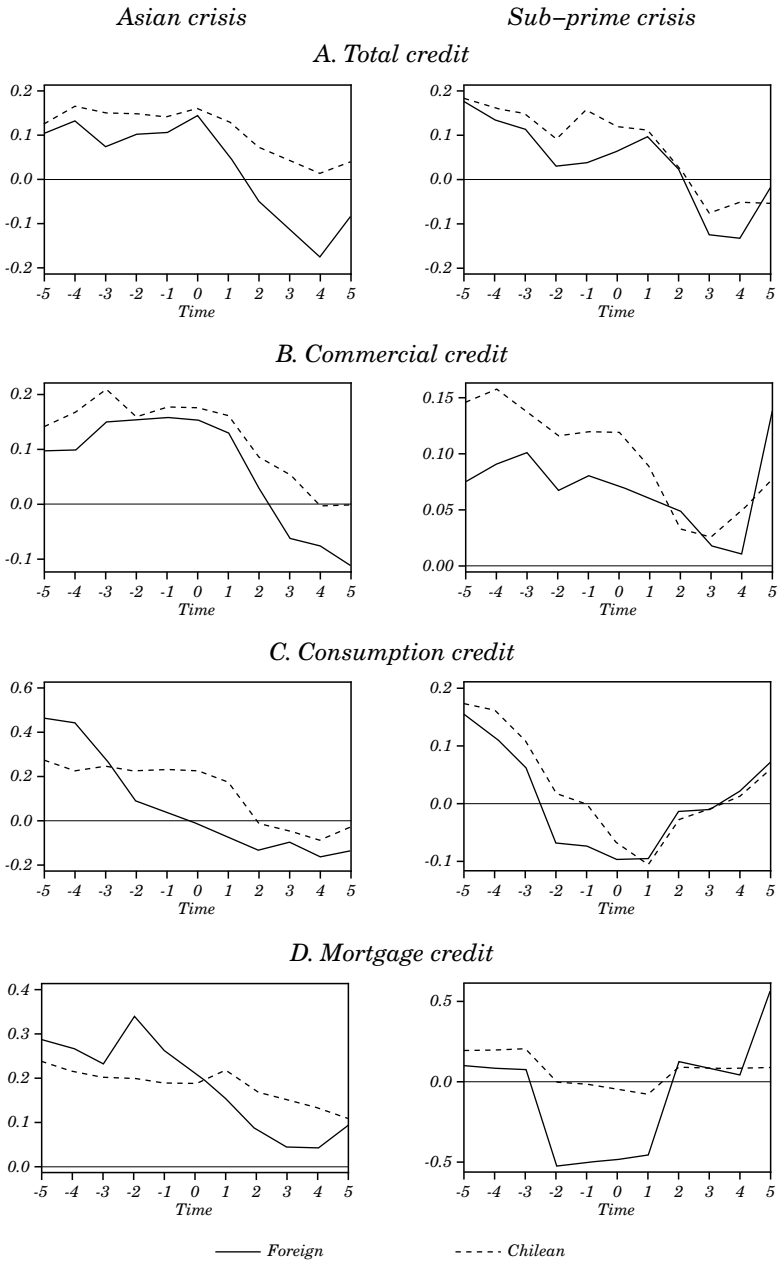 Asian crisis
Sub–prime crisis
A. Total credit
0.2
0.1
0.0
-0.1
-0.2
-5 -4 -3 -2 -1 0 1 2 3 4 5
Time
0.2
0.1
0.0
-0.1
-0.2
-5 -4 -3 -2 -1 0 1 2 3 4 5
Time
B. Commercial credit
0.2
0.1
0.0
-0.1
-5 -4 -3 -2 -1 0 1 2 3 4 5
Time
0.15
0.10
0.05
0.00
-5 -4 -3 -2 -1 0 1 2 3 4 5
Time
C. Consumption credit
0.6
0.4
0.2
0.0
-0.2
-5 -4 -3 -2 -1 0 1 2 3 4 5
Time
0.2
0.1
0.0
-0.1
-5 -4 -3 -2 -1 0 1 2 3 4 5
Time
D. Mortgage credit
0.4
0.3
0.2
0.1
0.0
-5 -4 -3 -2 -1 0 1 2 3 4 5
Time
0.5
0.0
-0.5
-5 -4 -3 -2 -1 0 1 2 3 4 5
Time
Foreign
Chilean